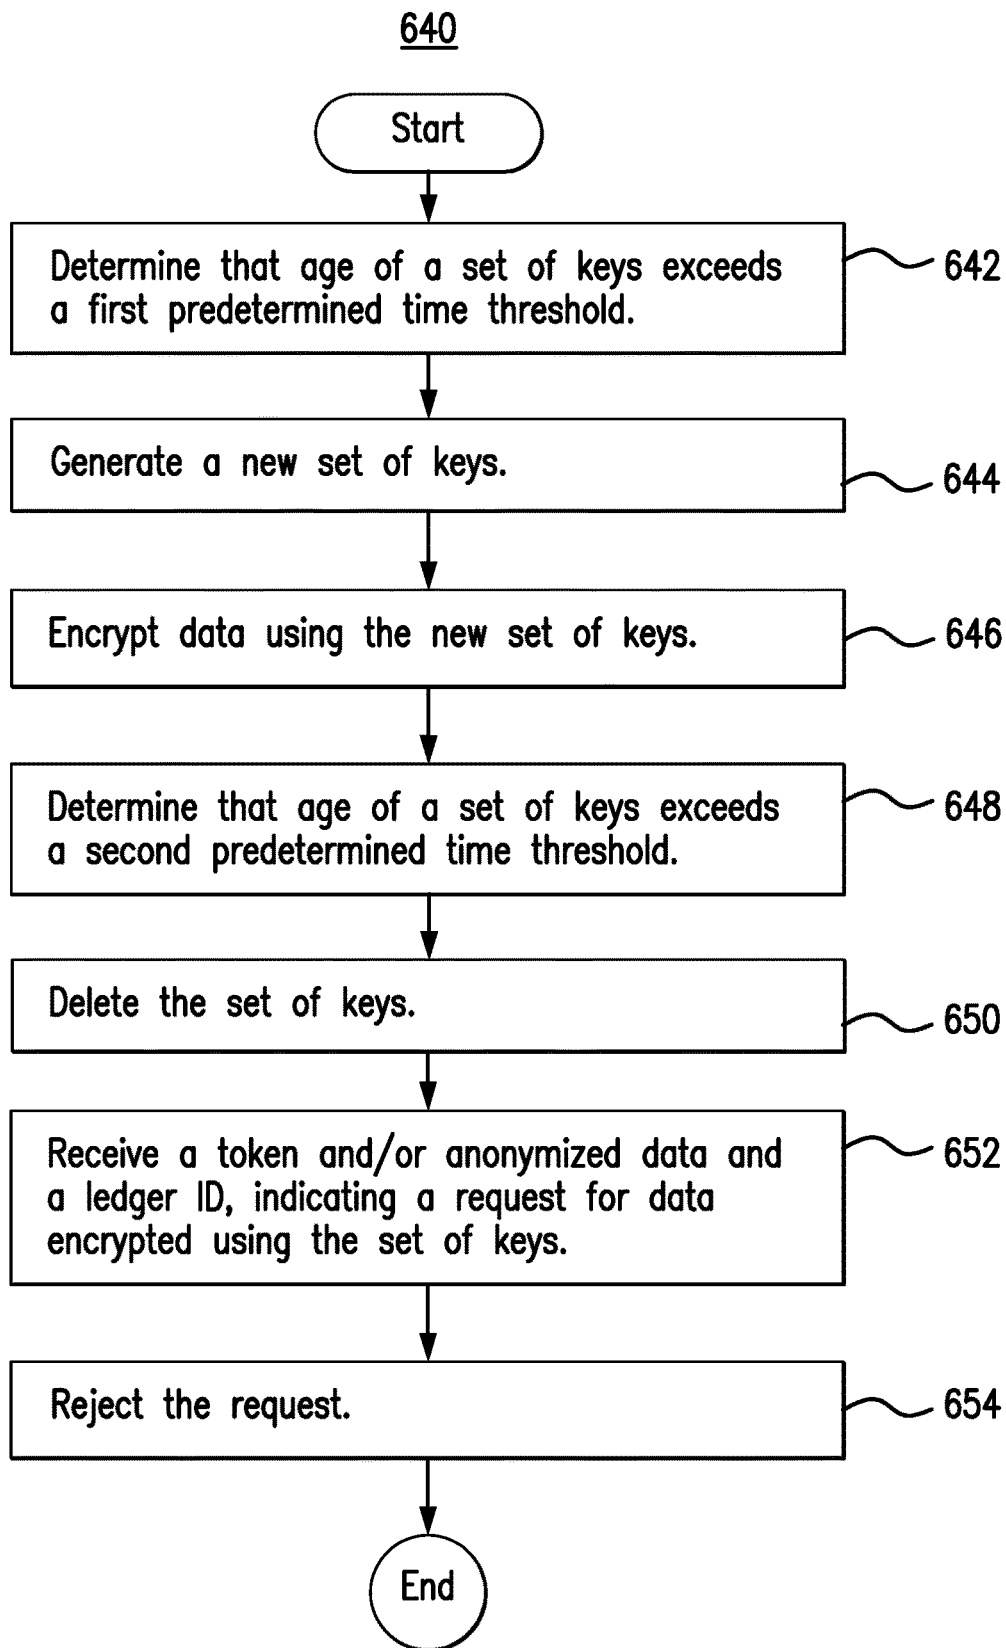 640
Start
Determine that age of a set of keys exceeds
a first predetermined time threshold.
642
Generate a new set of keys.
644
Encrypt data using the new set of keys.
646
Determine that age of a set of keys exceeds
a second predetermined time threshold.
648
Delete the set of keys.
650
Receive a token and/or anonymized data and
a ledger ID, indicating a request for data
encrypted using the set of keys.
652
Reject the request.
654
End